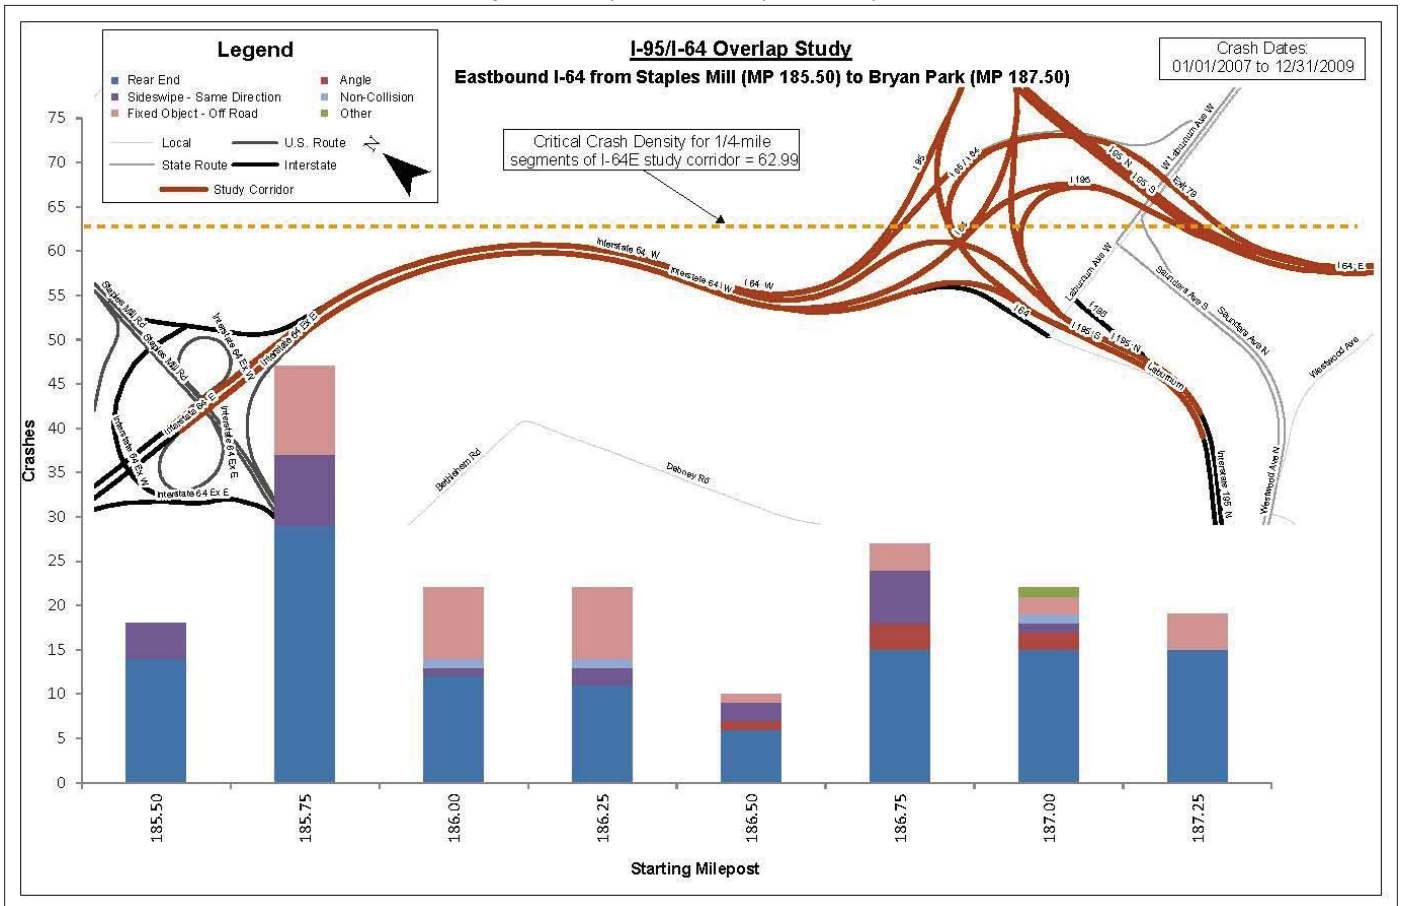 I-95/I-64 Overlap Study
Eastbound I-64 from Staples Mill (MP 185.50) to Bryan Park (MP 187.50)
Crash Dates:
01/01/2007 to 12/31/2009
Legend
Rear End
Angle
Sideswipe - Same Direction
Non-Collision
Fixed Object - Off Road
Other
Local
U.S. Route
State Route
Interstate
Study Corridor
N
Critical Crash Density for 1/4-mile
segments of I-64E study corridor = 62.99
Crashes
75
70
65
60
55
50
45
40
35
30
25
20
15
10
5
0
Staples Mill Rd
Staples Mill Rd
Interstate 64 Ex W
Interstate 64 Ex E
Interstate 64 E
Interstate 64 Ex W
Interstate 64 Ex E
Interstate 64 Ex E
Interstate 64 W
Interstate 64 W
I 64 W
I 95
I 95 / I 64
I 64
I 195
I 95 N
I 95 S
Exit 78
W Laburnum Ave W
Laburnum Ave W
I 64 E
I 64
I 195
I 195 S
I 195 N
Laburnum
Saunders Ave S
Saunders Ave N
Westwood Ave
Westwood Ave N
Interstate 195 N
Bethlehem Rd
Dabney Rd
185.50
185.75
186.00
186.25
186.50
186.75
187.00
187.25
Starting Milepost